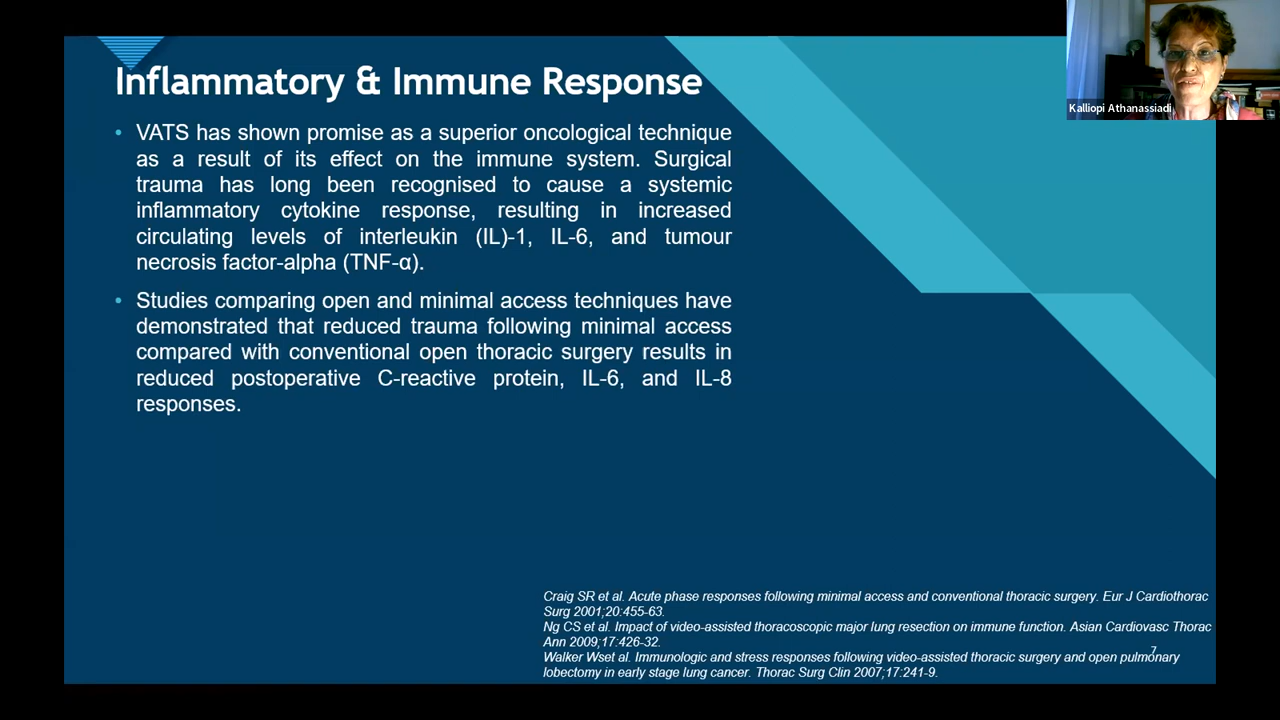 Inflammatory & Immune Response
• VATS has shown promise as a superior oncological technique
as a result of its effect on the immune system. Surgical
trauma has long been recognised to cause a systemic
inflammatory cytokine response, resulting in increased
circulating levels of interleukin (IL)-1, IL-6, and tumour
necrosis factor-alpha (TNF-α).
• Studies comparing open and minimal access techniques have
demonstrated that reduced trauma following minimal access
compared with conventional open thoracic surgery results in
reduced postoperative C-reactive protein, IL-6, and IL-8
responses.
Kalliopi Athanassiadi
Craig SR et al. Acute phase responses following minimal access and conventional thoracic surgery. Eur J Cardiothorac
Surg 2001;20:455-63.
Ng CS et al. Impact of video-assisted thoracoscopic major lung resection on immune function. Asian Cardiovasc Thorac
Ann 2009;17:426-32.
Walker Wset al. Immunologic and stress responses following video-assisted thoracic surgery and open pulmonary
lobectomy in early stage lung cancer. Thorac Surg Clin 2007;17:241-9.
7